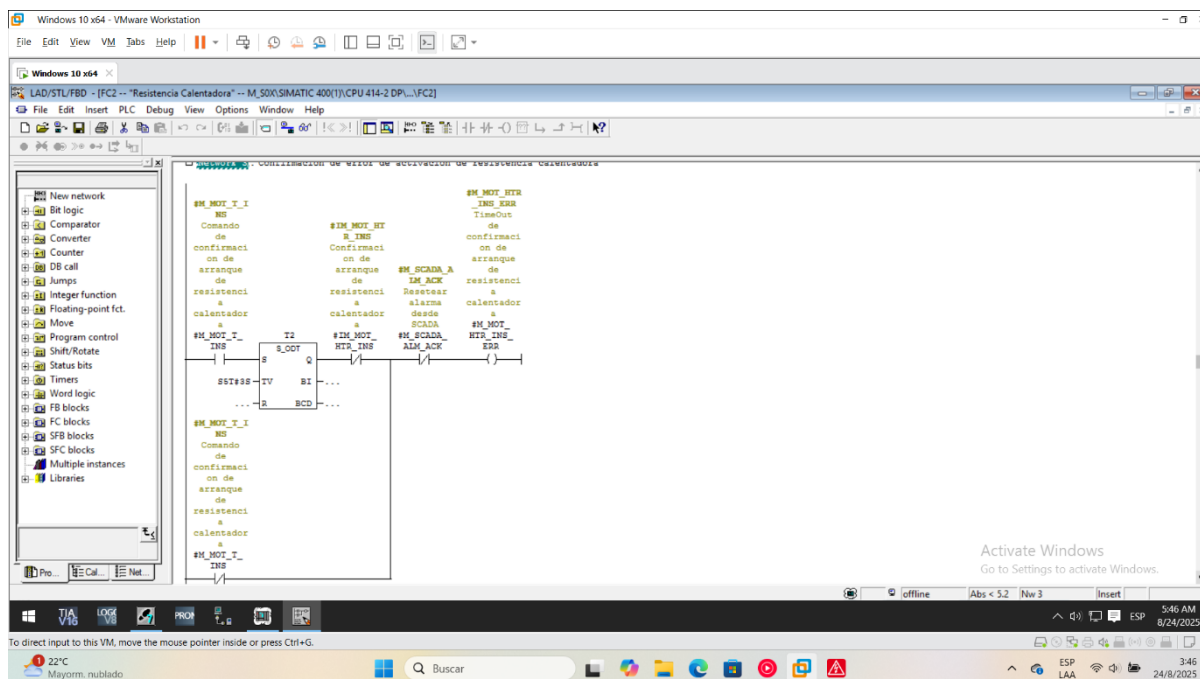 Windows 10 x64 - VMware Workstation
File Edit View VM Tabs Help
Windows 10 x64
LAD/STL/FBD - [FC2 -- "Resistencia Calentadora" -- M_S0X\SIMATIC 400(1)\CPU 414-2 DP\...\FC2]
File Edit Insert PLC Debug View Options Window Help
Network 3: Confirmacion de error de activacion de resistencia calentadora
New network
Bit logic
Comparator
Converter
Counter
DB call
Jumps
Integer function
Floating-point fct.
Move
Program control
Shift/Rotate
Status bits
Timers
Word logic
FB blocks
FC blocks
SFB blocks
SFC blocks
Multiple instances
Libraries
Pro... Cal... Net...
#M_MOT_T_I
NS
Comando
de
confirmaci
on de
arranque
de
resistenci
a
calentador
a
#M_MOT_T_
INS
T2
S_ODT
S Q
S5T#3S TV BI ...
... R BCD ...
#IM_MOT_HT
R_INS
Confirmaci
on de
arranque
de
resistenci
a
calentador
a
#IM_MOT_
HTR_INS
#M_SCADA_A
LM_ACK
Resetear
alarma
desde
SCADA
#M_SCADA_
ALM_ACK
#M_MOT_HTR
_INS_ERR
TimeOut
de
confirmaci
on de
arranque
de
resistenci
a
calentador
a
#M_MOT_
HTR_INS_
ERR
#M_MOT_T_I
NS
Comando
de
confirmaci
on de
arranque
de
resistenci
a
calentador
a
#M_MOT_T_
INS
Activate Windows
Go to Settings to activate Windows.
offline Abs < 5.2 Nw 3 Insert
TIA V16 LOGO V8 PRON
ESP 5:46 AM
8/24/2025
To direct input to this VM, move the mouse pointer inside or press Ctrl+G.
1 22°C
Mayorm. nublado
Buscar
ESP
LAA
3:46
24/8/2025